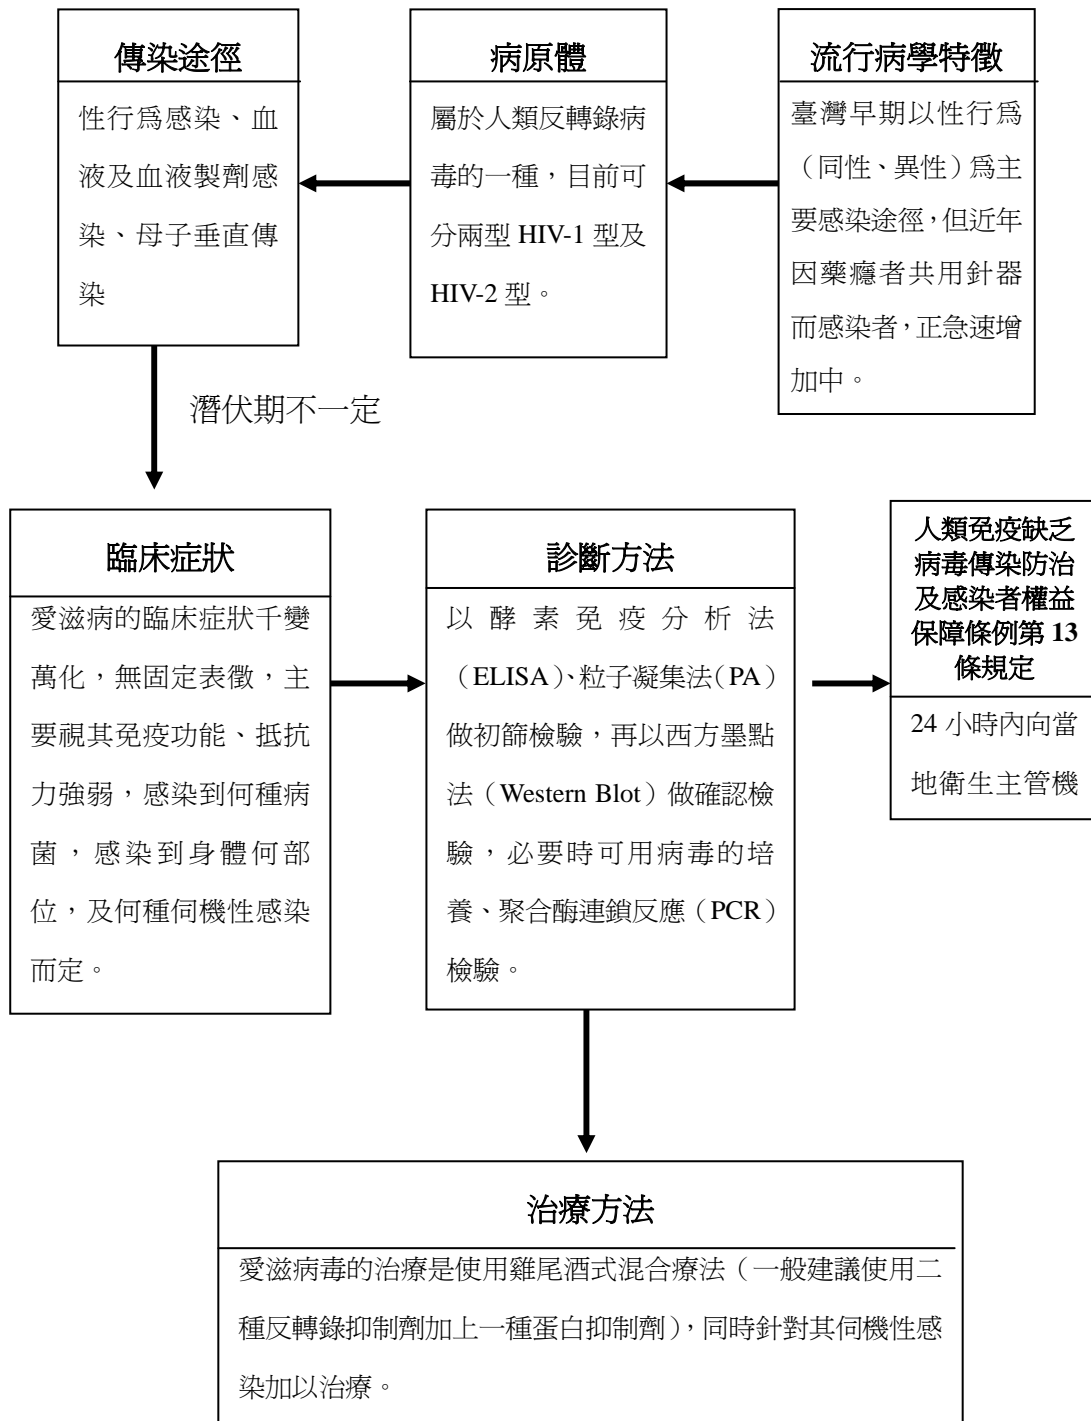 傳染途徑
性行為感染、血
液及血液製劑感
染、母子垂直傳
染
病原體
屬於人類反轉錄病
毒的一種，目前可
分兩型 HIV-1 型及
HIV-2 型。
流行病學特徵
臺灣早期以性行為
（同性、異性）為主
要感染途徑，但近年
因藥癮者共用針器
而感染者，正急速增
加中。
潛伏期不一定
臨床症狀
愛滋病的臨床症狀千變
萬化，無固定表徵，主
要視其免疫功能、抵抗
力強弱，感染到何種病
菌，感染到身體何部
位，及何種伺機性感染
而定。
診斷方法
以酵素免疫分析法
（ELISA）、粒子凝集法（PA）
做初篩檢驗，再以西方墨點
法（Western Blot）做確認檢
驗，必要時可用病毒的培
養、聚合酶連鎖反應（PCR）
檢驗。
人類免疫缺乏
病毒傳染防治
及感染者權益
保障條例第 13
條規定
24 小時內向當
地衛生主管機
治療方法
愛滋病毒的治療是使用雞尾酒式混合療法（一般建議使用二
種反轉錄抑制劑加上一種蛋白抑制劑），同時針對其伺機性感
染加以治療。